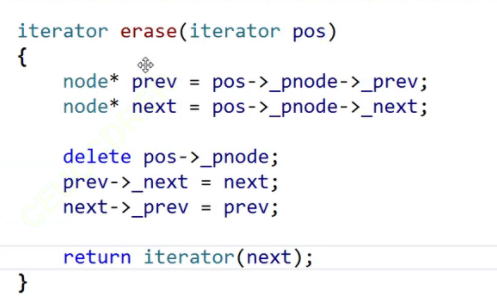 iterator erase(iterator pos)
{
    node* prev = pos->_pnode->_prev;
    node* next = pos->_pnode->_next;

    delete pos->_pnode;
    prev->_next = next;
    next->_prev = prev;

    return iterator(next);
}